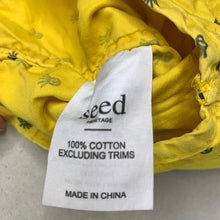 seed
HERITAGE
100% COTTON
EXCLUDING TRIMS
MADE IN CHINA